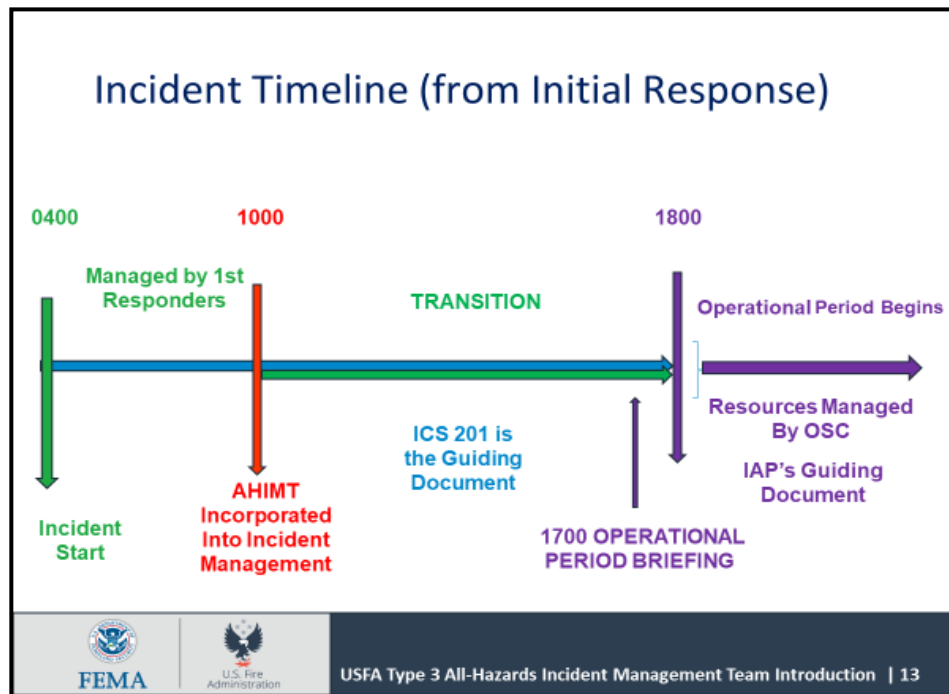 Incident Timeline (from Initial Response)
0400
1000
1800
Managed by 1st
Responders
TRANSITION
Operational Period Begins
ICS 201 is
the Guiding
Document
Resources Managed
By OSC
IAP's Guiding
Document
Incident
Start
AHIMT
Incorporated
Into Incident
Management
1700 OPERATIONAL
PERIOD BRIEFING
FEMA
U.S. Fire
Administration
USFA Type 3 All-Hazards Incident Management Team Introduction | 13